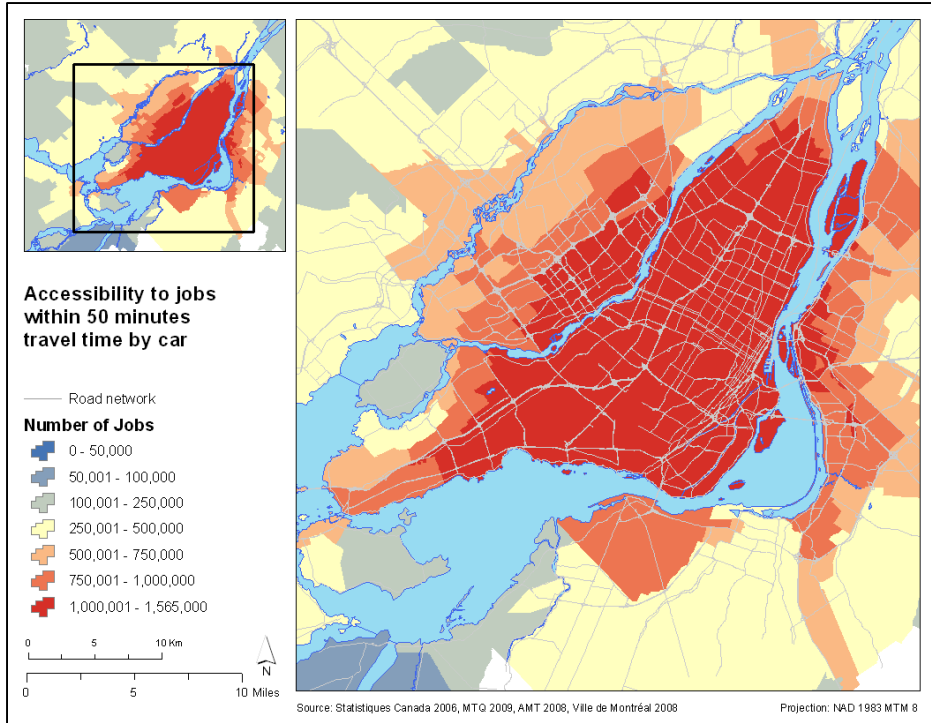 Accessibility to jobs
within 50 minutes
travel time by car
Road network
Number of Jobs
0 - 50,000
50,001 - 100,000
100,001 - 250,000
250,001 - 500,000
500,001 - 750,000
750,001 - 1,000,000
1,000,001 - 1,565,000
0 5 10 Km
N
0 5 10 Miles
Source: Statistiques Canada 2006, MTQ 2009, AMT 2008, Ville de Montréal 2008 Projection: NAD 1983 MTM 8